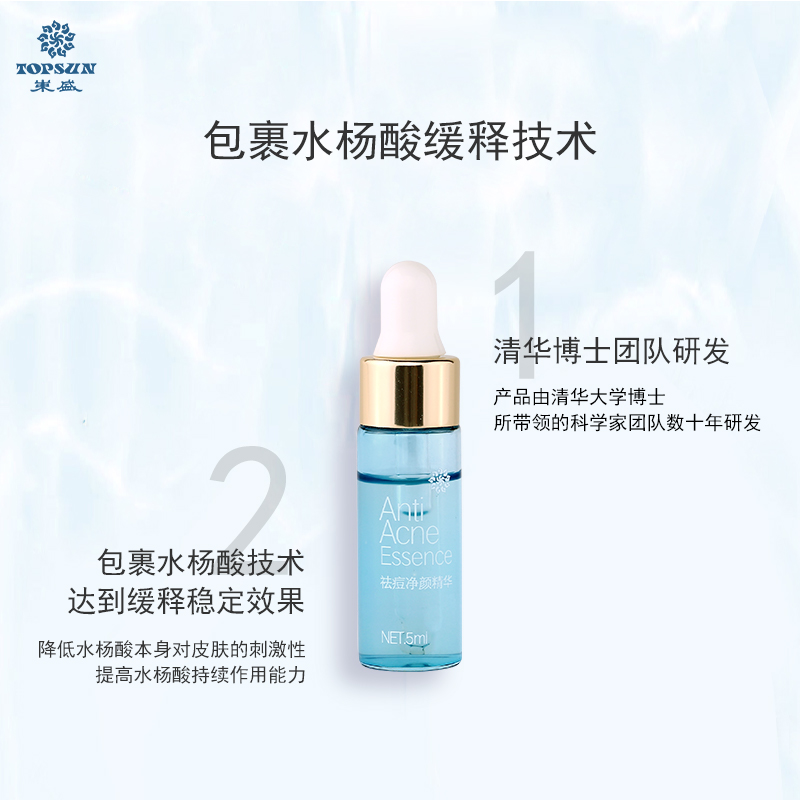 TOPSUN
東盛
包裹水杨酸缓释技术
1
清华博士团队研发
产品由清华大学博士
所带领的科学家团队数十年研发
2
包裹水杨酸技术
达到缓释稳定效果
降低水杨酸本身对皮肤的刺激性
提高水杨酸持续作用能力
Anti
Acne
Essence
祛痘净颜精华
NET.5ml